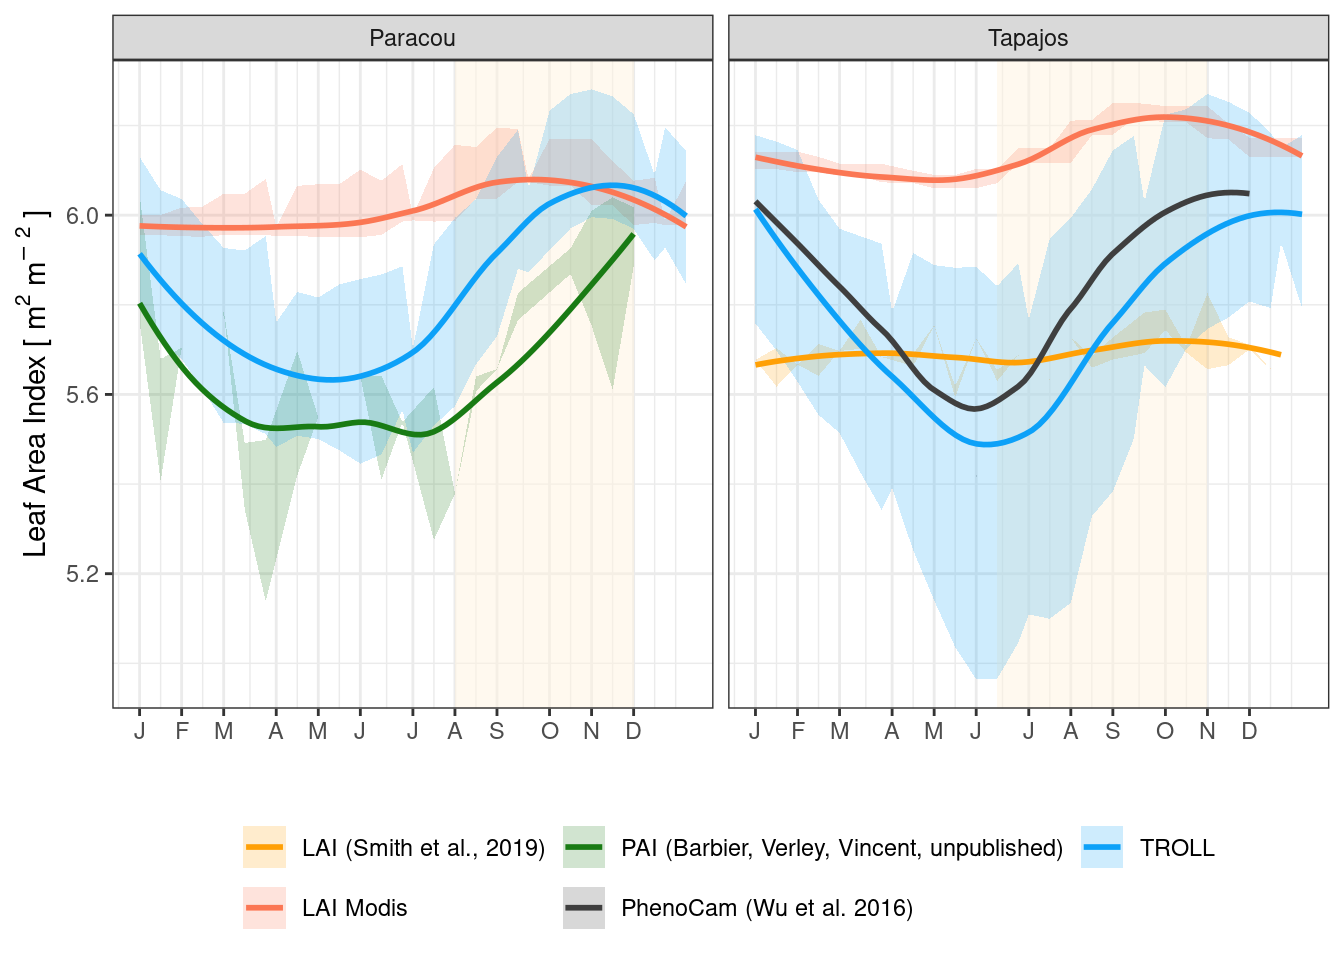 Paracou
Tapajos
Leaf Area Index [ m² m⁻² ]
6.0
5.6
5.2
J F M A M J J A S O N D
J F M A M J J A S O N D
LAI (Smith et al., 2019)
PAI (Barbier, Verley, Vincent, unpublished)
TROLL
LAI Modis
PhenoCam (Wu et al. 2016)